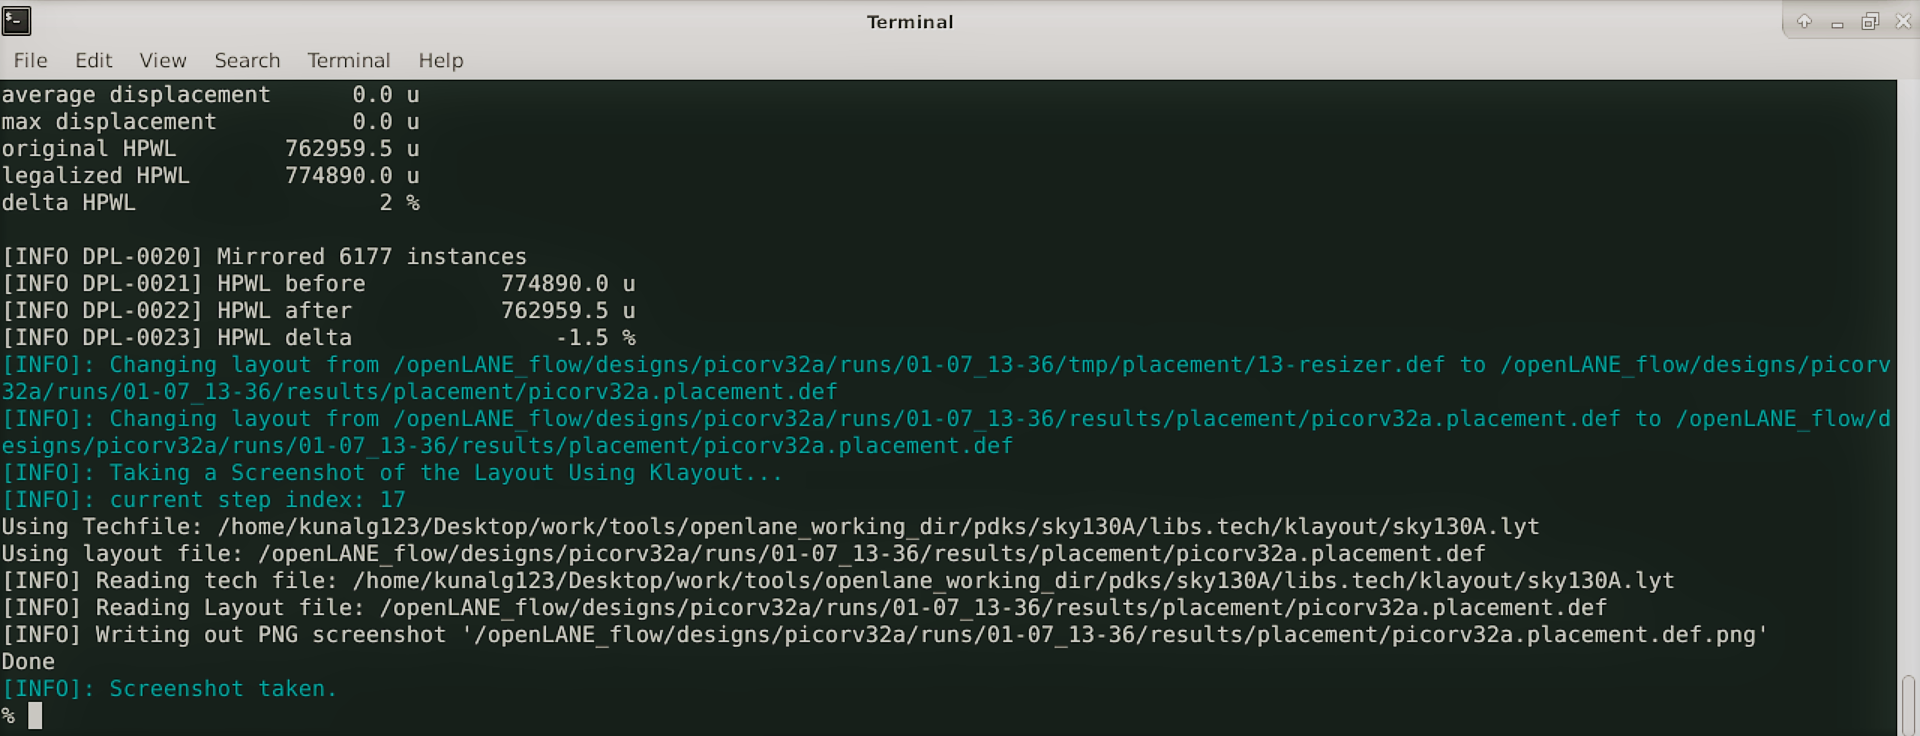 Terminal
File Edit View Search Terminal Help
average displacement 0.0 u
max displacement 0.0 u
original HPWL 762959.5 u
legalized HPWL 774890.0 u
delta HPWL 2 %
[INFO DPL-0020] Mirrored 6177 instances
[INFO DPL-0021] HPWL before 774890.0 u
[INFO DPL-0022] HPWL after 762959.5 u
[INFO DPL-0023] HPWL delta -1.5 %
[INFO]: Changing layout from /openLANE_flow/designs/picorv32a/runs/01-07_13-36/tmp/placement/13-resizer.def to /openLANE_flow/designs/picorv
32a/runs/01-07_13-36/results/placement/picorv32a.placement.def
[INFO]: Changing layout from /openLANE_flow/designs/picorv32a/runs/01-07_13-36/results/placement/picorv32a.placement.def to /openLANE_flow/d
esigns/picorv32a/runs/01-07_13-36/results/placement/picorv32a.placement.def
[INFO]: Taking a Screenshot of the Layout Using Klayout...
[INFO]: current step index: 17
Using Techfile: /home/kunalg123/Desktop/work/tools/openlane_working_dir/pdks/sky130A/libs.tech/klayout/sky130A.lyt
Using layout file: /openLANE_flow/designs/picorv32a/runs/01-07_13-36/results/placement/picorv32a.placement.def
[INFO] Reading tech file: /home/kunalg123/Desktop/work/tools/openlane_working_dir/pdks/sky130A/libs.tech/klayout/sky130A.lyt
[INFO] Reading Layout file: /openLANE_flow/designs/picorv32a/runs/01-07_13-36/results/placement/picorv32a.placement.def
[INFO] Writing out PNG screenshot '/openLANE_flow/designs/picorv32a/runs/01-07_13-36/results/placement/picorv32a.placement.def.png'
Done
[INFO]: Screenshot taken.
%